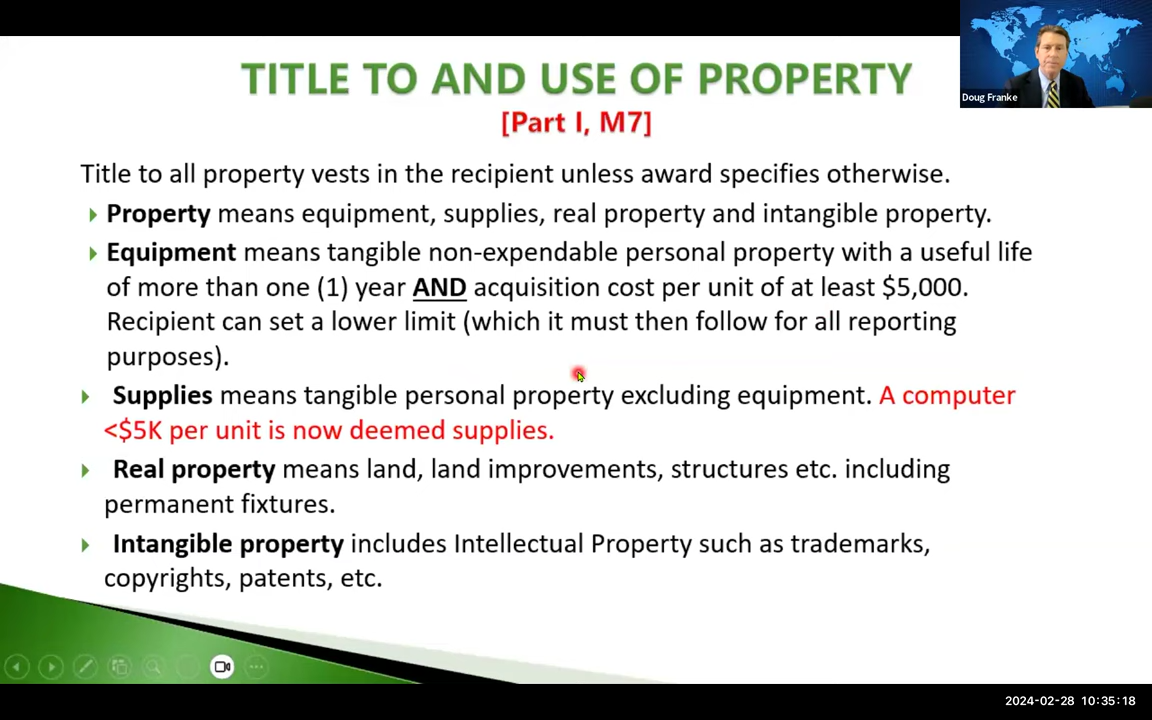 TITLE TO AND USE OF PROPERTY
[Part I, M7]
Doug Franke
Title to all property vests in the recipient unless award specifies otherwise.
Property means equipment, supplies, real property and intangible property.
Equipment means tangible non-expendable personal property with a useful life
of more than one (1) year AND acquisition cost per unit of at least $5,000.
Recipient can set a lower limit (which it must then follow for all reporting
purposes).
Supplies means tangible personal property excluding equipment. A computer
<$5K per unit is now deemed supplies.
Real property means land, land improvements, structures etc. including
permanent fixtures.
Intangible property includes Intellectual Property such as trademarks,
copyrights, patents, etc.
2024-02-28 10:35:18